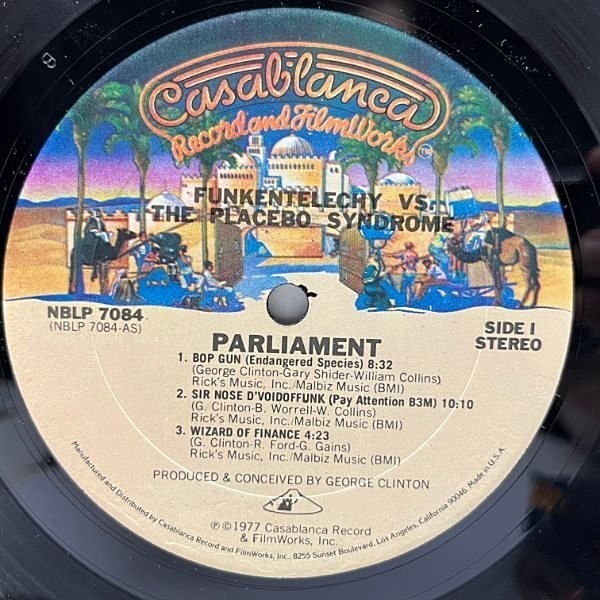 Casablanca
Record and FilmWorks
TM
FUNKENTELECHY VS.
THE PLACEBO SYNDROME
NBLP 7084
(NBLP 7084-AS)
SIDE I
STEREO
PARLIAMENT
1. BOP GUN (Endangered Species) 8:32
(George Clinton-Gary Shider-William Collins)
Rick's Music, Inc./Malbiz Music (BMI)
2. SIR NOSE D'VOIDOFFUNK (Pay Attention B3M) 10:10
(G. Clinton-B. Worrell-W. Collins)
Rick's Music, Inc./Malbiz Music (BMI)
3. WIZARD OF FINANCE 4:23
(G. Clinton-R. Ford-G. Gains)
Rick's Music, Inc./Malbiz Music (BMI)
PRODUCED & CONCEIVED BY GEORGE CLINTON
℗ © 1977 Casablanca Record
& FilmWorks, Inc.
Manufactured and Distributed by Casablanca Record and FilmWorks, Inc., 8255 Sunset Boulevard, Los Angeles, California 90046. Made in U.S.A.